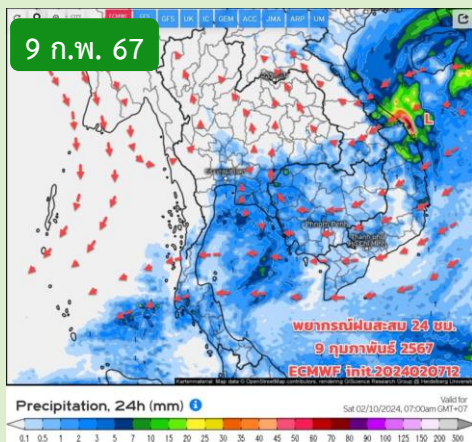 ECMWF GFS UK IC GEM ACC JMA ARP UM
9 ก.พ. 67
L
พยากรณ์ฝนสะสม 24 ชม.
9 กุมภาพันธ์ 2567
ECMWF init.2024020712
Precipitation, 24h (mm)
Valid for
Sat 02/10/2024, 07:00am GMT+07
0.1 0.5 1 2 3 5 7 10 15 20 25 30 35 40 45 50 60 70 80 90 100 125 150 200 300